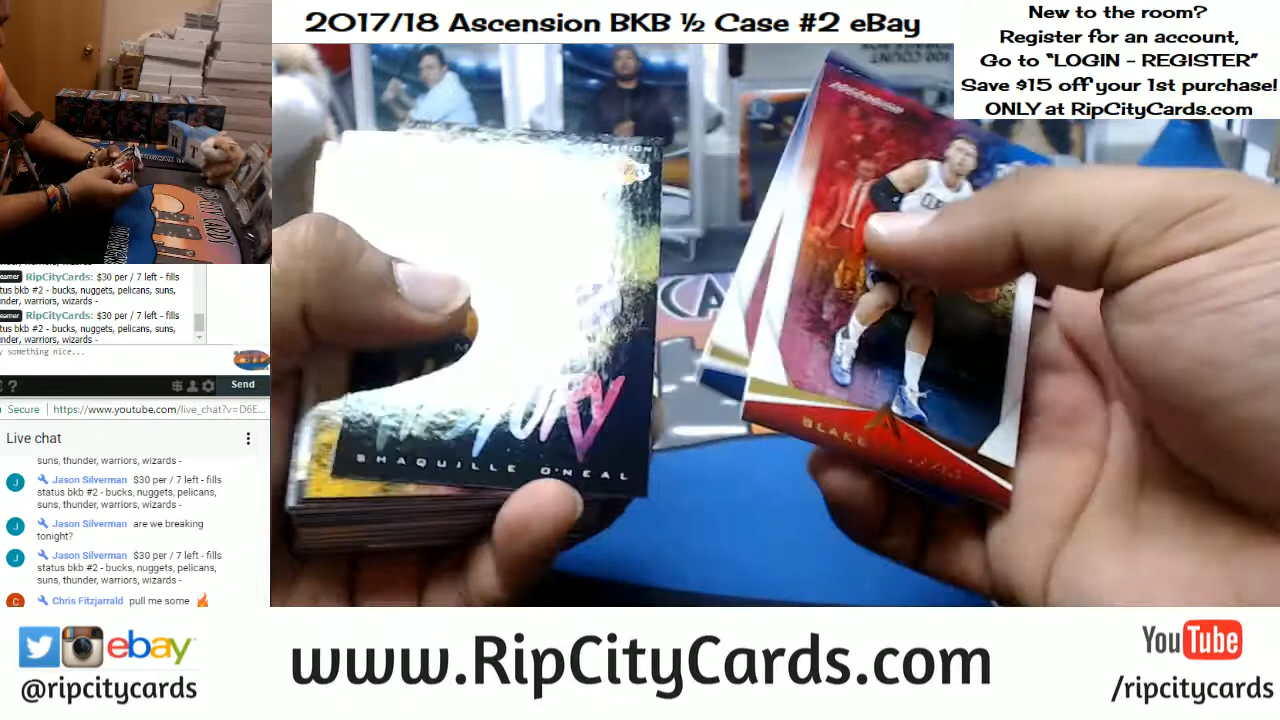 2017/18 Ascension BKB ½ Case #2 eBay
New to the room?
Register for an account,
Go to “LOGIN - REGISTER”
Save $15 off your 1st purchase!
ONLY at RipCityCards.com
RipCityCards: $30 per / 7 left - fills
status bkb #2 - bucks, nuggets, pelicans, suns,
thunder, warriors, wizards -
RipCityCards: $30 per / 7 left - fills
status bkb #2 - bucks, nuggets, pelicans, suns,
thunder, warriors, wizards -
something nice...
Send
Secure https://www.youtube.com/live_chat?v=D6E...
Live chat
suns, thunder, warriors, wizards -
J Jason Silverman $30 per / 7 left - fills
status bkb #2 - bucks, nuggets, pelicans,
suns, thunder, warriors, wizards -
J Jason Silverman are we breaking
tonight?
J Jason Silverman $30 per / 7 left - fills
status bkb #2 - bucks, nuggets, pelicans,
suns, thunder, warriors, wizards -
C Chris Fitzjarrald pull me some
SHAQUILLE O'NEAL
BLAKE
ebay
@ripcitycards
www.RipCityCards.com
YouTube
/ripcitycards